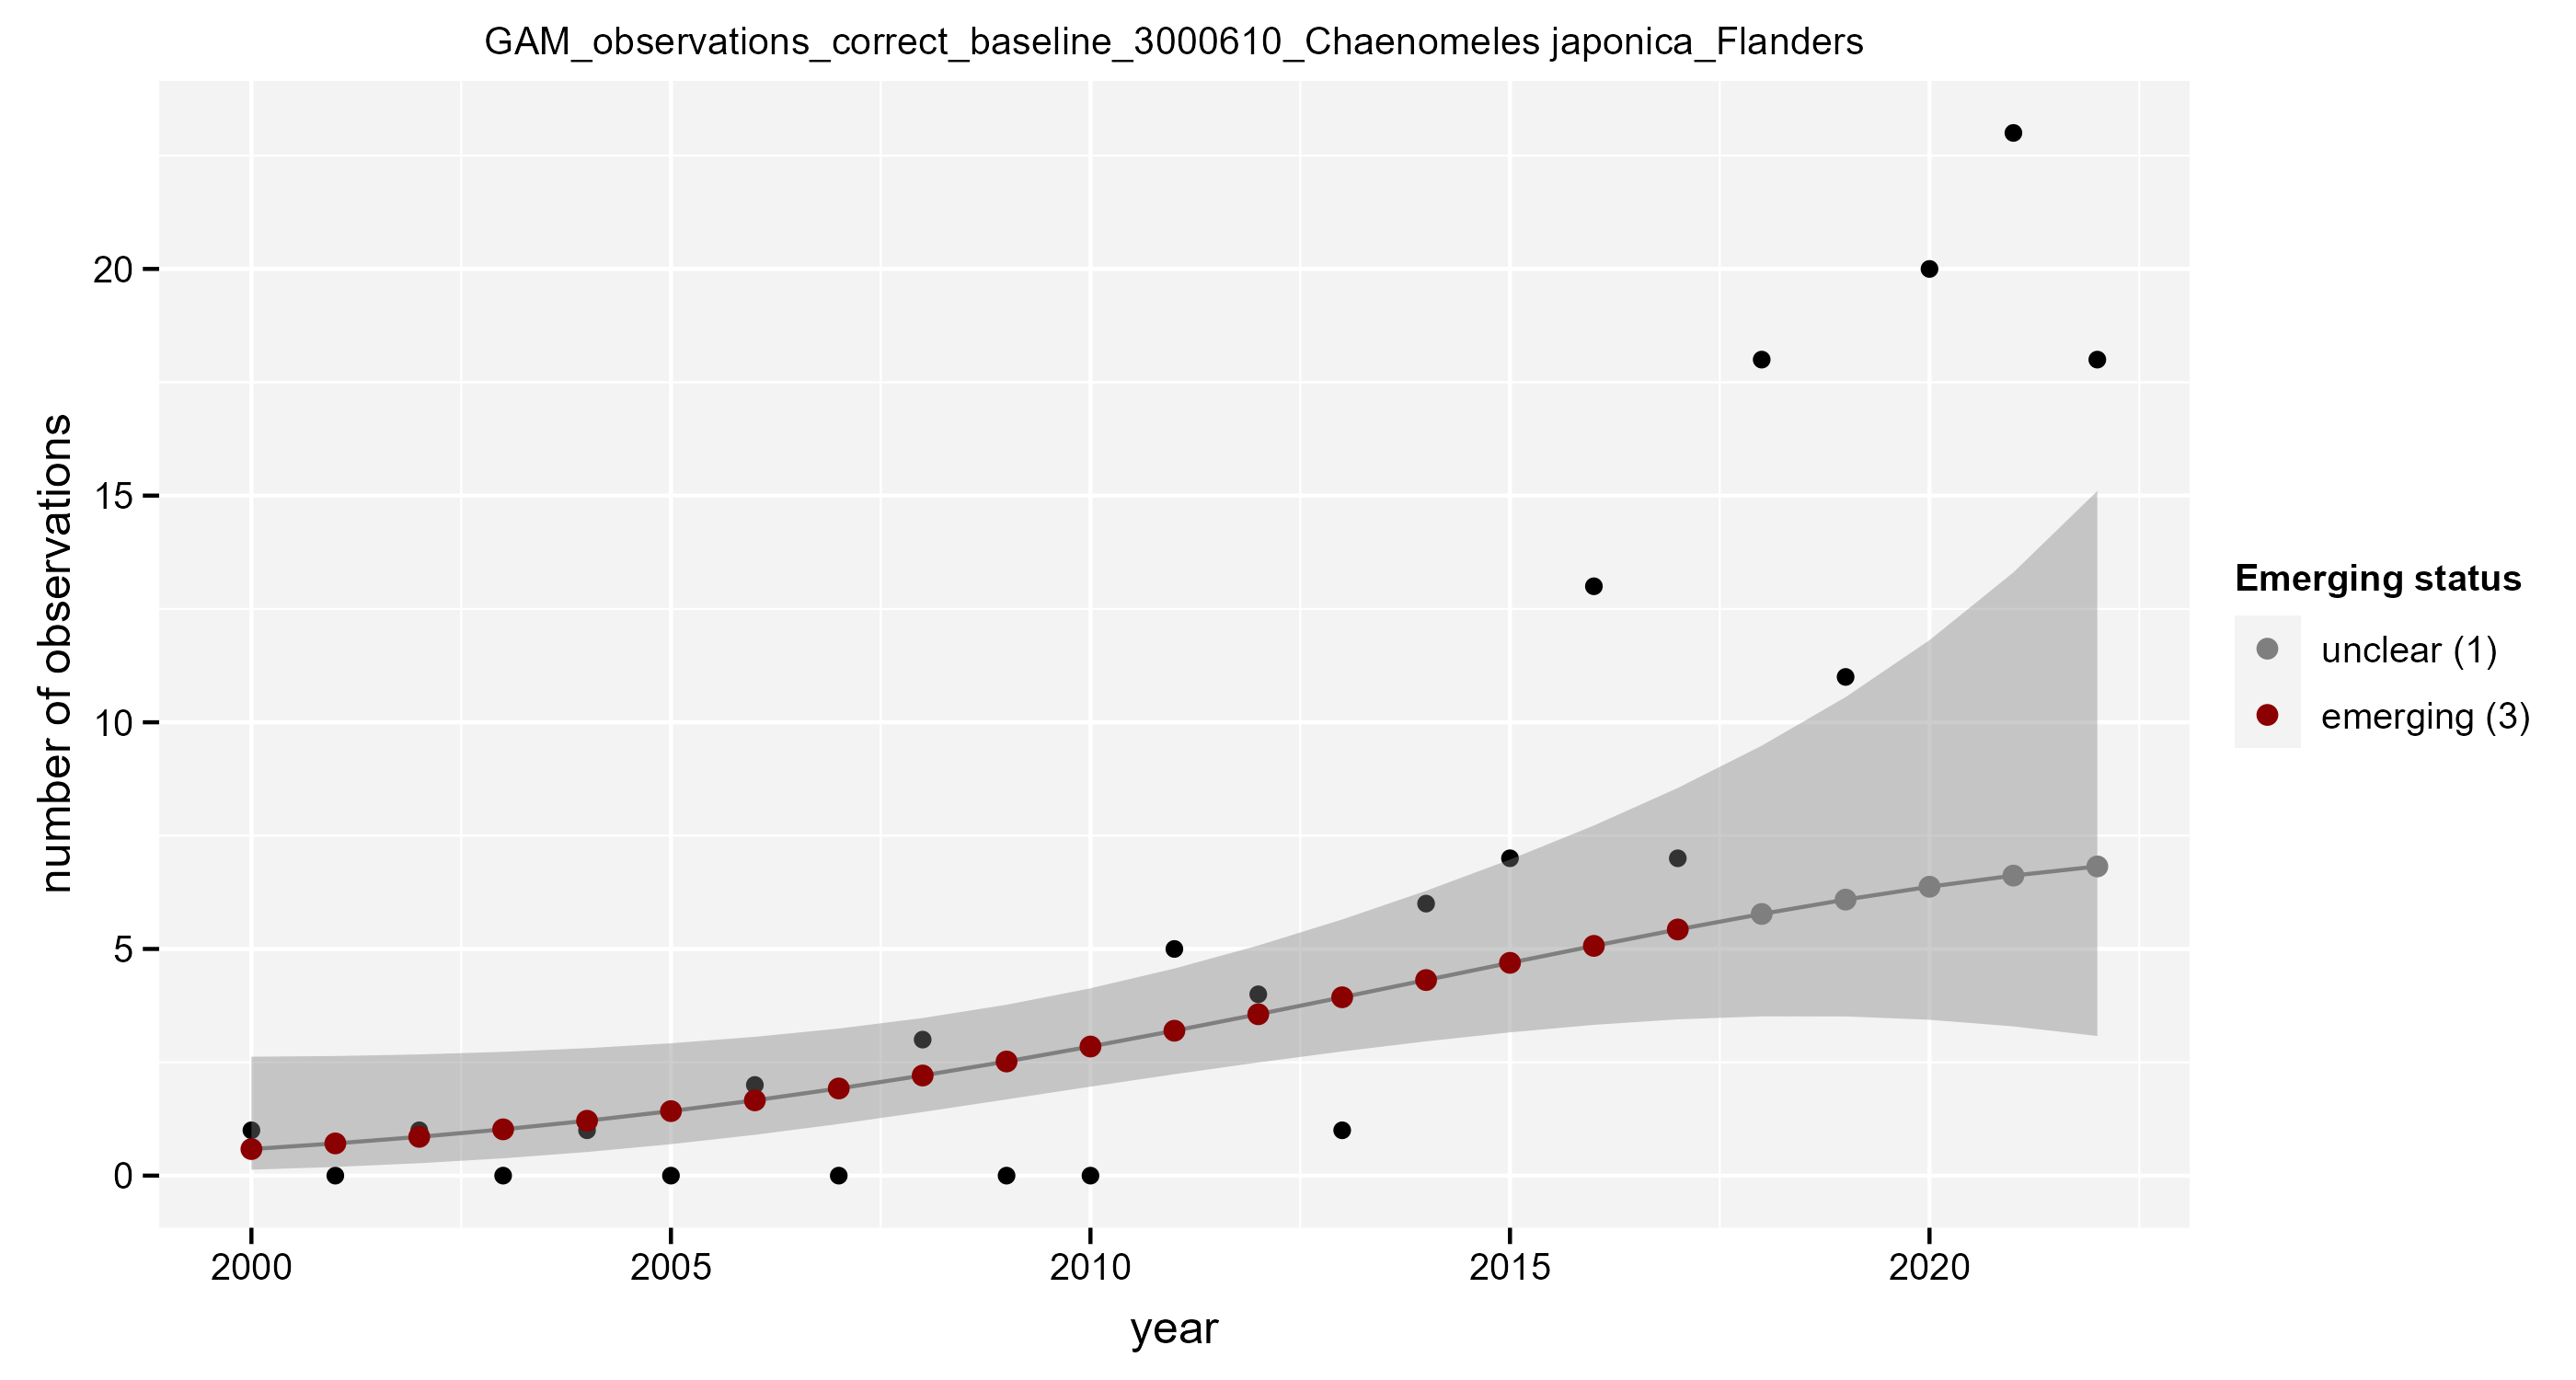 GAM_observations_correct_baseline_3000610_Chaenomeles japonica_Flanders
number of observations
20
15
10
5
0
2000 2005 2010 2015 2020
year
Emerging status
unclear (1)
emerging (3)